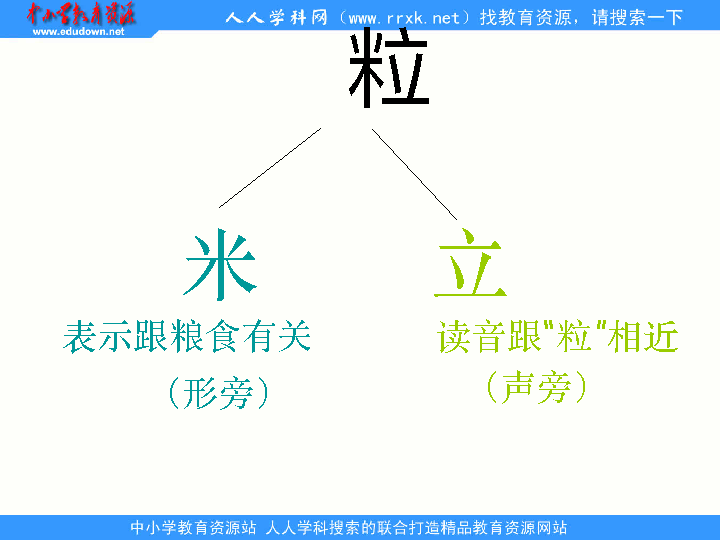 中小学教育资源
www.edudown.net
人人学科网（www.rrxk.net）找教育资源，请搜索一下
粒
米 立
表示跟粮食有关 读音跟“粒”相近
（形旁） （声旁）
中小学教育资源站 人人学科搜索的联合打造精品教育资源网站